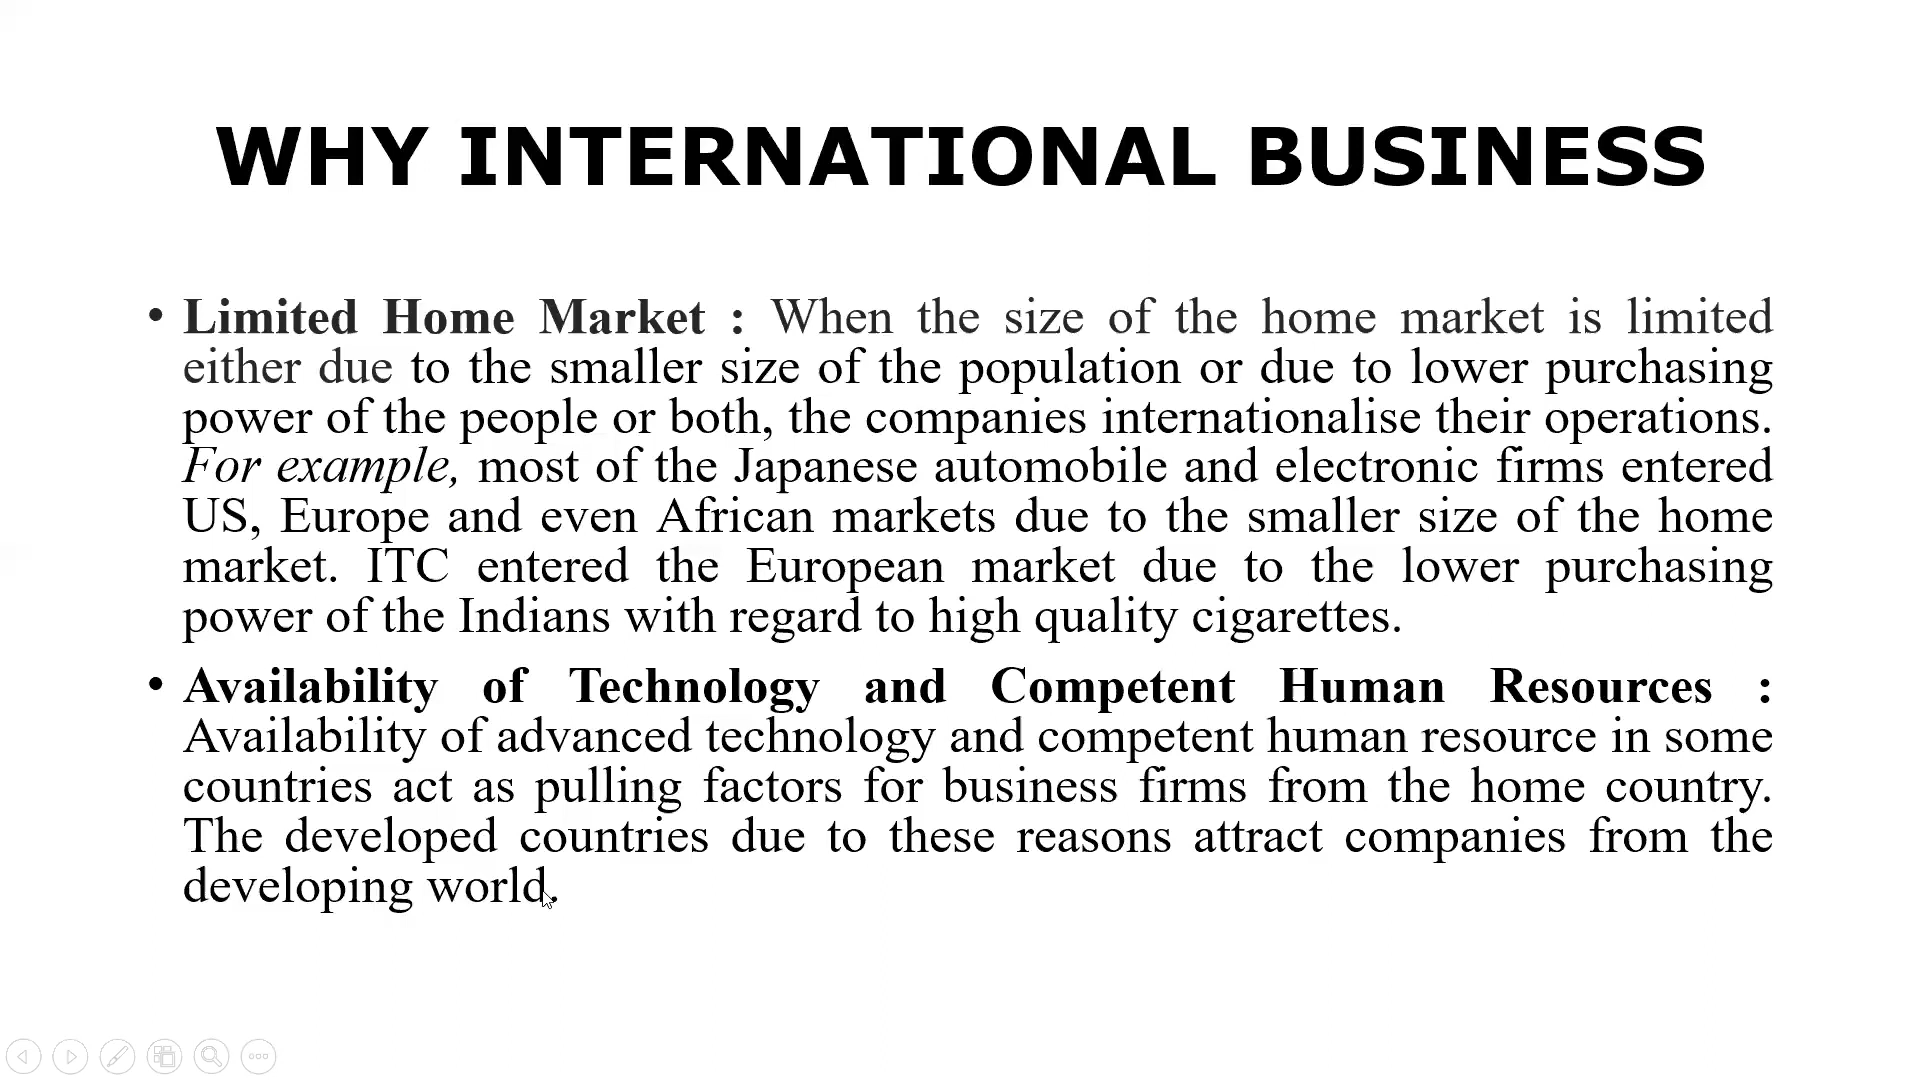 WHY INTERNATIONAL BUSINESS
• Limited Home Market : When the size of the home market is limited
either due to the smaller size of the population or due to lower purchasing
power of the people or both, the companies internationalise their operations.
For example, most of the Japanese automobile and electronic firms entered
US, Europe and even African markets due to the smaller size of the home
market. ITC entered the European market due to the lower purchasing
power of the Indians with regard to high quality cigarettes.
• Availability of Technology and Competent Human Resources :
Availability of advanced technology and competent human resource in some
countries act as pulling factors for business firms from the home country.
The developed countries due to these reasons attract companies from the
developing world.